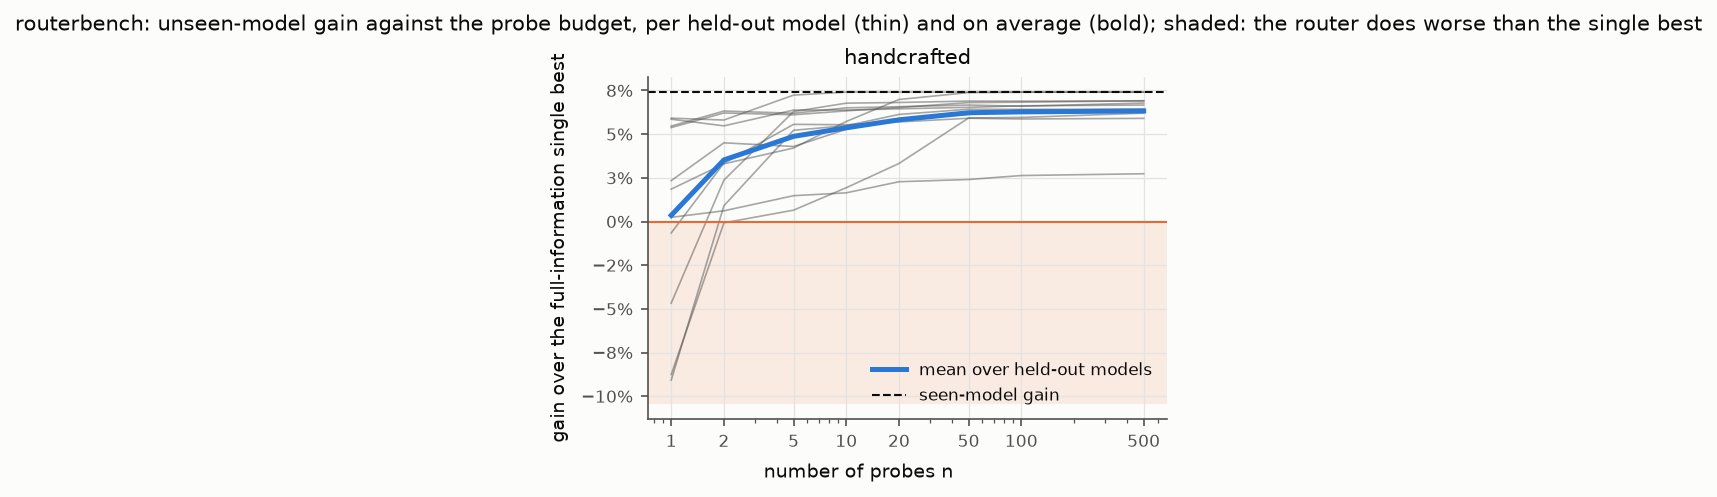 routerbench: unseen-model gain against the probe budget, per held-out model (thin) and on average (bold); shaded: the router does worse than the single best
handcrafted
gain over the full-information single best
8%
5%
3%
0%
−2%
−5%
−8%
−10%
mean over held-out models
seen-model gain
1 2 5 10 20 50 100 500
number of probes n